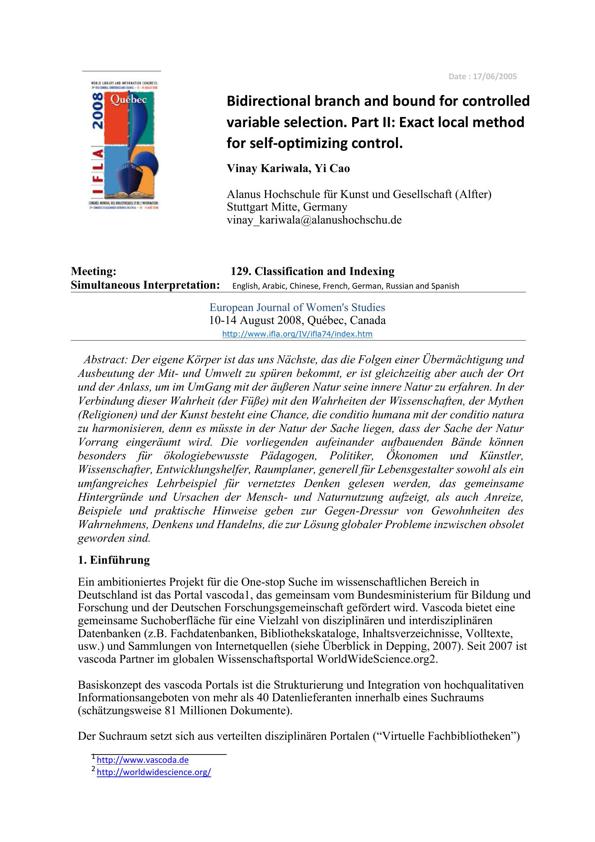 Date : 17/06/2005
WORLD LIBRARY AND INFORMATION CONGRESS:
2008
Québec
IFLA
Bidirectional branch and bound for controlled
variable selection. Part II: Exact local method
for self-optimizing control.
Vinay Kariwala, Yi Cao
Alanus Hochschule für Kunst und Gesellschaft (Alfter)
Stuttgart Mitte, Germany
vinay_kariwala@alanushochschu.de
Meeting: 129. Classification and Indexing
Simultaneous Interpretation: English, Arabic, Chinese, French, German, Russian and Spanish
European Journal of Women's Studies
10-14 August 2008, Québec, Canada
http://www.ifla.org/IV/ifla74/index.htm
Abstract: Der eigene Körper ist das uns Nächste, das die Folgen einer Übermächtigung und
Ausbeutung der Mit- und Umwelt zu spüren bekommt, er ist gleichzeitig aber auch der Ort
und der Anlass, um im UmGang mit der äußeren Natur seine innere Natur zu erfahren. In der
Verbindung dieser Wahrheit (der Füße) mit den Wahrheiten der Wissenschaften, der Mythen
(Religionen) und der Kunst besteht eine Chance, die conditio humana mit der conditio natura
zu harmonisieren, denn es müsste in der Natur der Sache liegen, dass der Sache der Natur
Vorrang eingeräumt wird. Die vorliegenden aufeinander aufbauenden Bände können
besonders für ökologiebewusste Pädagogen, Politiker, Ökonomen und Künstler,
Wissenschafter, Entwicklungshelfer, Raumplaner, generell für Lebensgestalter sowohl als ein
umfangreiches Lehrbeispiel für vernetztes Denken gelesen werden, das gemeinsame
Hintergründe und Ursachen der Mensch- und Naturnutzung aufzeigt, als auch Anreize,
Beispiele und praktische Hinweise geben zur Gegen-Dressur von Gewohnheiten des
Wahrnehmens, Denkens und Handelns, die zur Lösung globaler Probleme inzwischen obsolet
geworden sind.
1. Einführung
Ein ambitioniertes Projekt für die One-stop Suche im wissenschaftlichen Bereich in
Deutschland ist das Portal vascoda1, das gemeinsam vom Bundesministerium für Bildung und
Forschung und der Deutschen Forschungsgemeinschaft gefördert wird. Vascoda bietet eine
gemeinsame Suchoberfläche für eine Vielzahl von disziplinären und interdisziplinären
Datenbanken (z.B. Fachdatenbanken, Bibliothekskataloge, Inhaltsverzeichnisse, Volltexte,
usw.) und Sammlungen von Internetquellen (siehe Überblick in Depping, 2007). Seit 2007 ist
vascoda Partner im globalen Wissenschaftsportal WorldWideScience.org2.
Basiskonzept des vascoda Portals ist die Strukturierung und Integration von hochqualitativen
Informationsangeboten von mehr als 40 Datenlieferanten innerhalb eines Suchraums
(schätzungsweise 81 Millionen Dokumente).
Der Suchraum setzt sich aus verteilten disziplinären Portalen (“Virtuelle Fachbibliotheken”)
1 http://www.vascoda.de
2 http://worldwidescience.org/